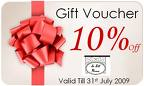 Gift Voucher
10% Off
Valid Till 31st July 2009